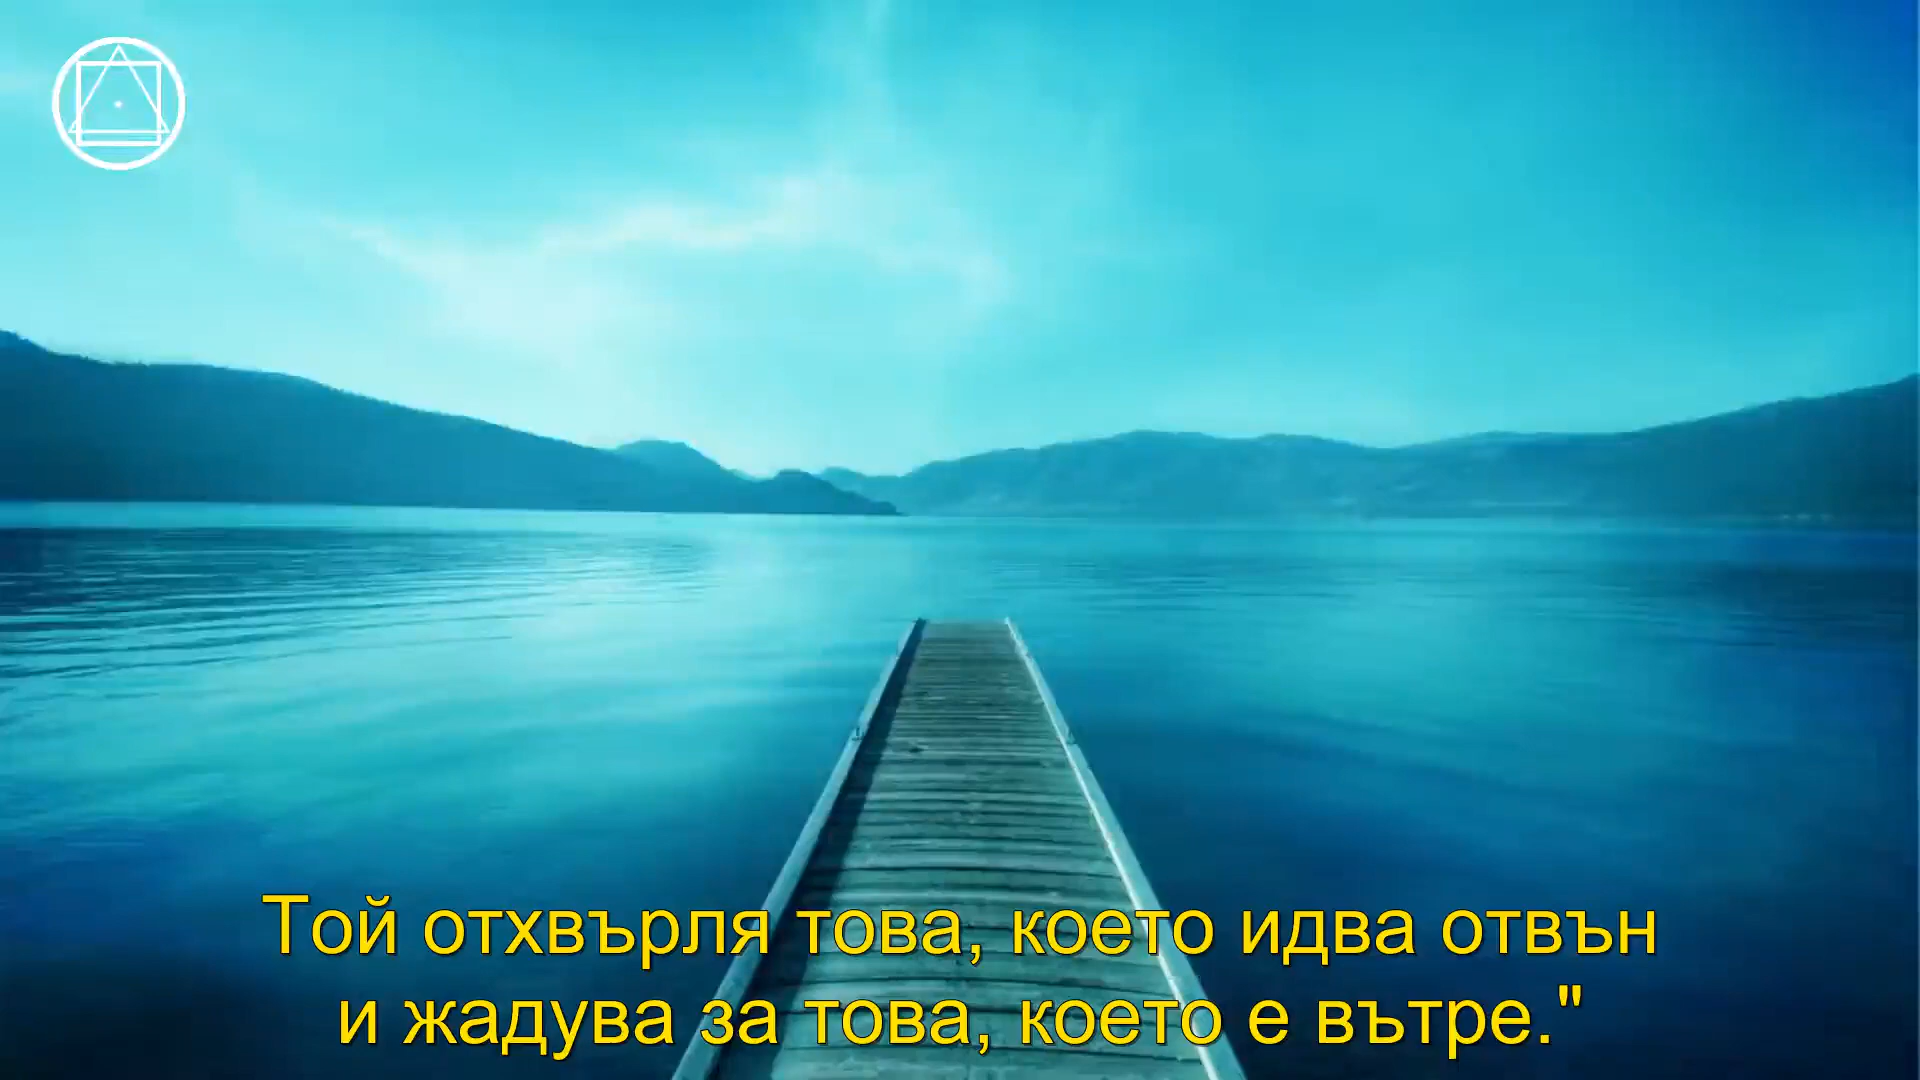 Той отхвърля това, което идва отвън
и жадува за това, което е вътре."